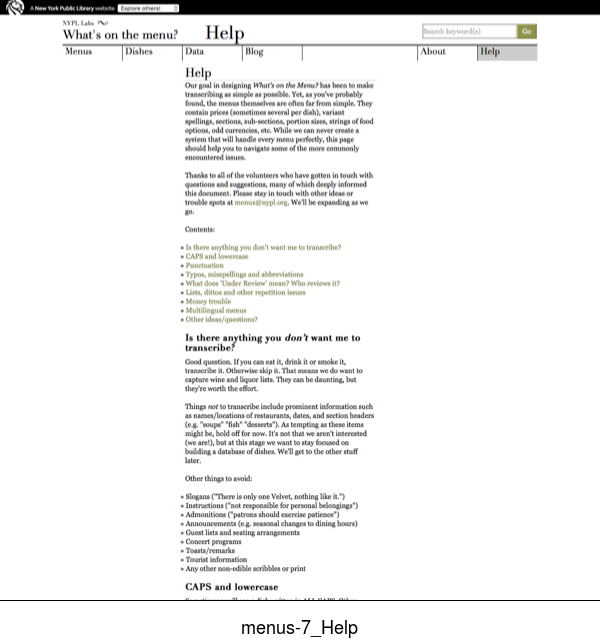 A New York Public Library website Explore others!
NYPL Labs
What's on the menu? Help
Search keyword(s) Go
Menus Dishes Data Blog About Help
Help
Our goal in designing What's on the Menu? has been to make
transcribing as simple as possible. Yet, as you've probably
found, the menus themselves are often far from simple. They
contain prices (sometimes several per dish), variant
spellings, sections, sub-sections, portion sizes, strings of food
options, odd currencies, etc. While we can never create a
system that will handle every menu perfectly, this page
should help you to navigate some of the more commonly
encountered issues.
Thanks to all of the volunteers who have gotten in touch with
questions and suggestions, many of which deeply informed
this document. Please stay in touch with other ideas or
trouble spots at menus@nypl.org. We'll be expanding as we
go.
Contents:
» Is there anything you don't want me to transcribe?
» CAPS and lowercase
» Punctuation
» Typos, misspellings and abbreviations
» What does 'Under Review' mean? Who reviews it?
» Lists, dittos and other repetition issues
» Money trouble
» Multilingual menus
» Other ideas/questions?
Is there anything you don't want me to
transcribe?
Good question. If you can eat it, drink it or smoke it,
transcribe it. Otherwise skip it. That means we do want to
capture wine and liquor lists. They can be daunting, but
they're worth the effort.
Things not to transcribe include prominent information such
as names/locations of restaurants, dates, and section headers
(e.g. "soups" "fish" "desserts"). As tempting as these items
might be, hold off for now. It's not that we aren't interested
(we are!), but at this stage we want to stay focused on
building a database of dishes. We'll get to the other stuff
later.
Other things to avoid:
» Slogans ("There is only one Velvet, nothing like it.")
» Instructions ("not responsible for personal belongings")
» Admonitions ("patrons should exercise patience")
» Announcements (e.g. seasonal changes to dining hours)
» Guest lists and seating arrangements
» Concert programs
» Toasts/remarks
» Tourist information
» Any other non-edible scribbles or print
CAPS and lowercase
menus-7_Help